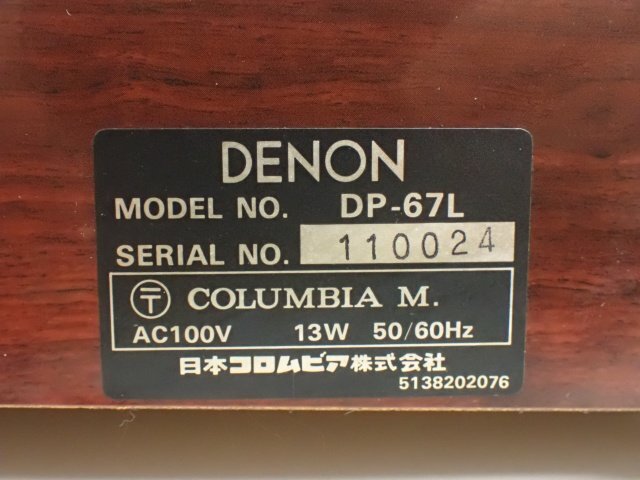 DENON
MODEL NO. DP-67L
SERIAL NO. 110024
〒 COLUMBIA M.
AC100V 13W 50/60Hz
日本コロムビア株式会社
5138202076